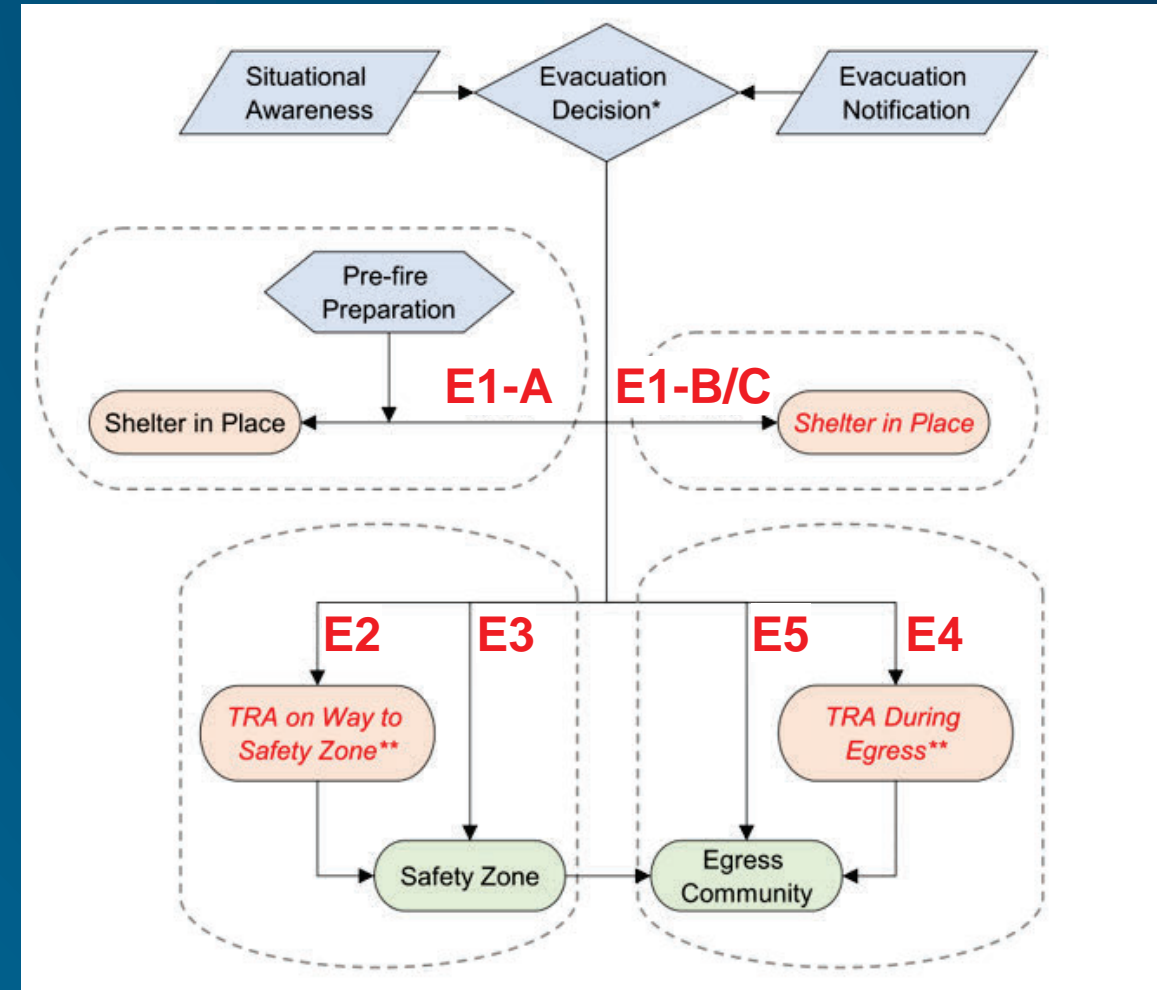 Situational
Awareness
Evacuation
Decision*
Evacuation
Notification
Pre-fire
Preparation
E1-A
E1-B/C
Shelter in Place
Shelter in Place
E2
E3
E5
E4
TRA on Way to
Safety Zone**
TRA During
Egress**
Safety Zone
Egress
Community